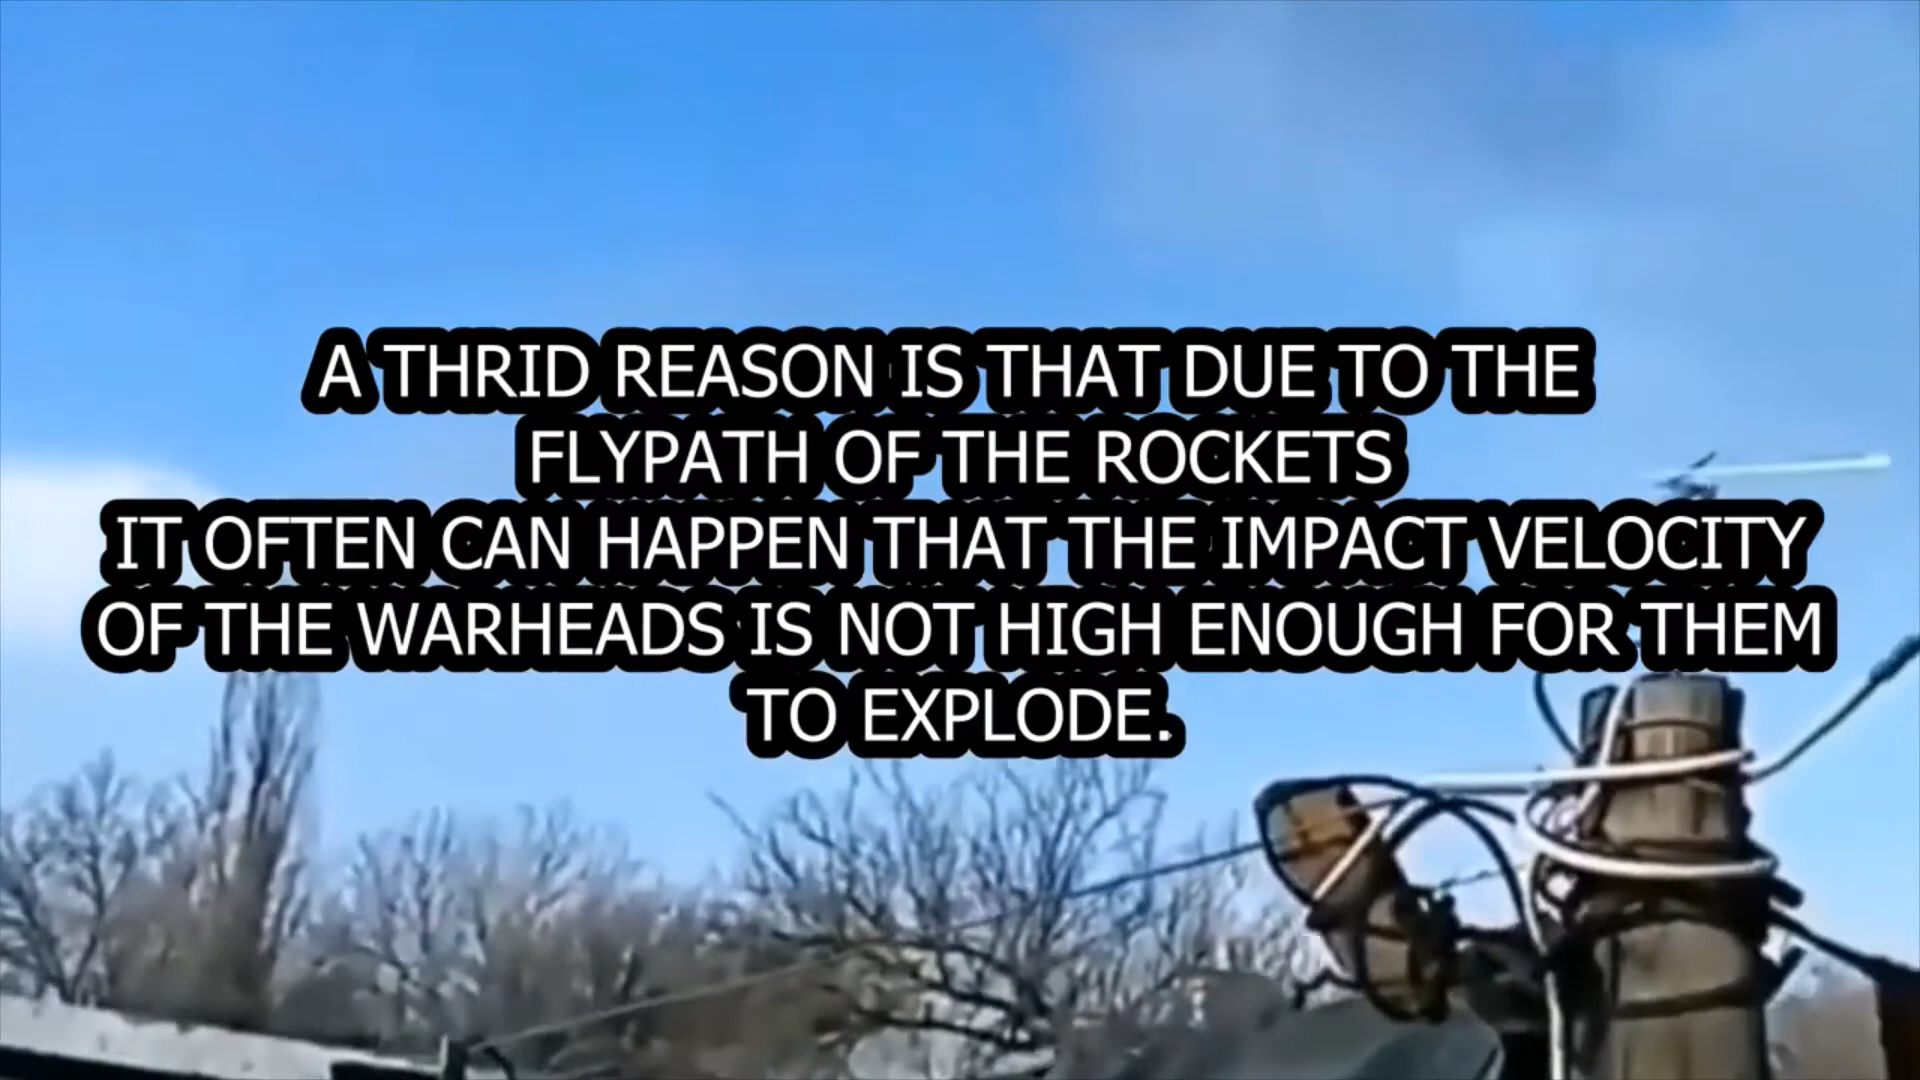 A THRID REASON IS THAT DUE TO THE
FLYPATH OF THE ROCKETS
IT OFTEN CAN HAPPEN THAT THE IMPACT VELOCITY
OF THE WARHEADS IS NOT HIGH ENOUGH FOR THEM
TO EXPLODE.